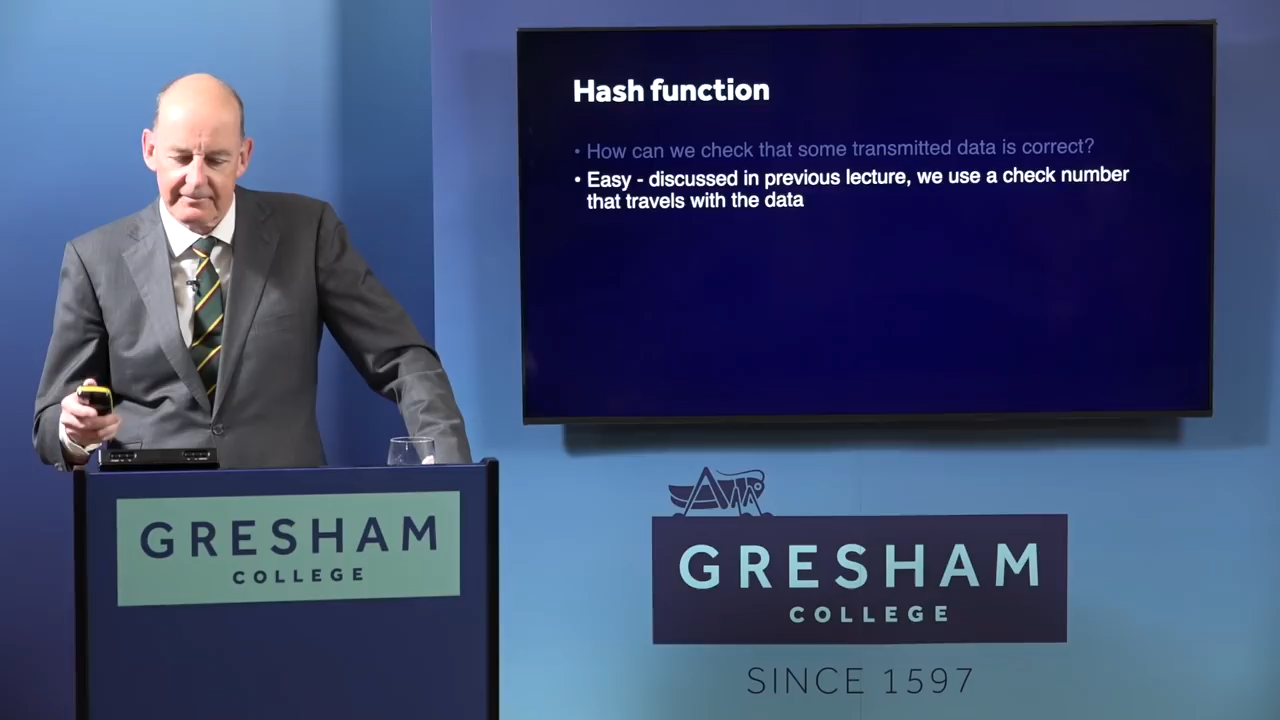 Hash function
• How can we check that some transmitted data is correct?
• Easy - discussed in previous lecture, we use a check number
that travels with the data
GRESHAM
COLLEGE
GRESHAM
COLLEGE
SINCE 1597